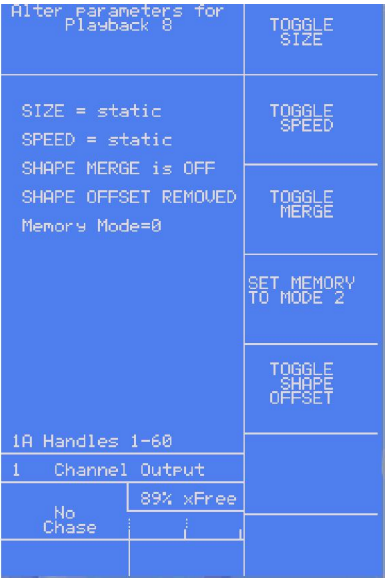 Alter parameters for
Playback 8
TOGGLE
SIZE
SIZE = static
SPEED = static
SHAPE MERGE is OFF
SHAPE OFFSET REMOVED
Memory Mode=0
TOGGLE
SPEED
TOGGLE
MERGE
SET MEMORY
TO MODE 2
TOGGLE
SHAPE
OFFSET
1A Handles 1-60
1 Channel Output
89% xFree
No
Chase